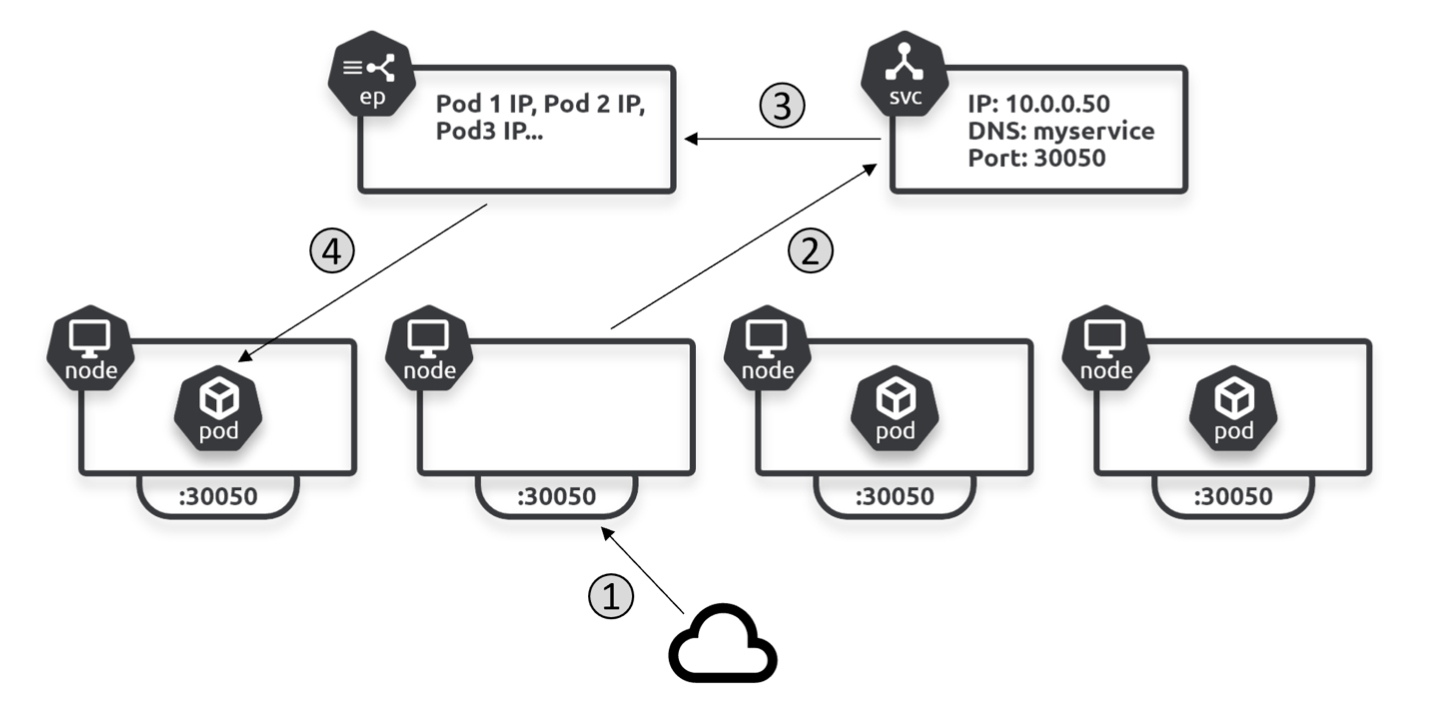 ep
Pod 1 IP, Pod 2 IP,
Pod3 IP...
3
svc
IP: 10.0.0.50
DNS: myservice
Port: 30050
4
2
node
pod
:30050
node
:30050
node
pod
:30050
node
pod
:30050
1